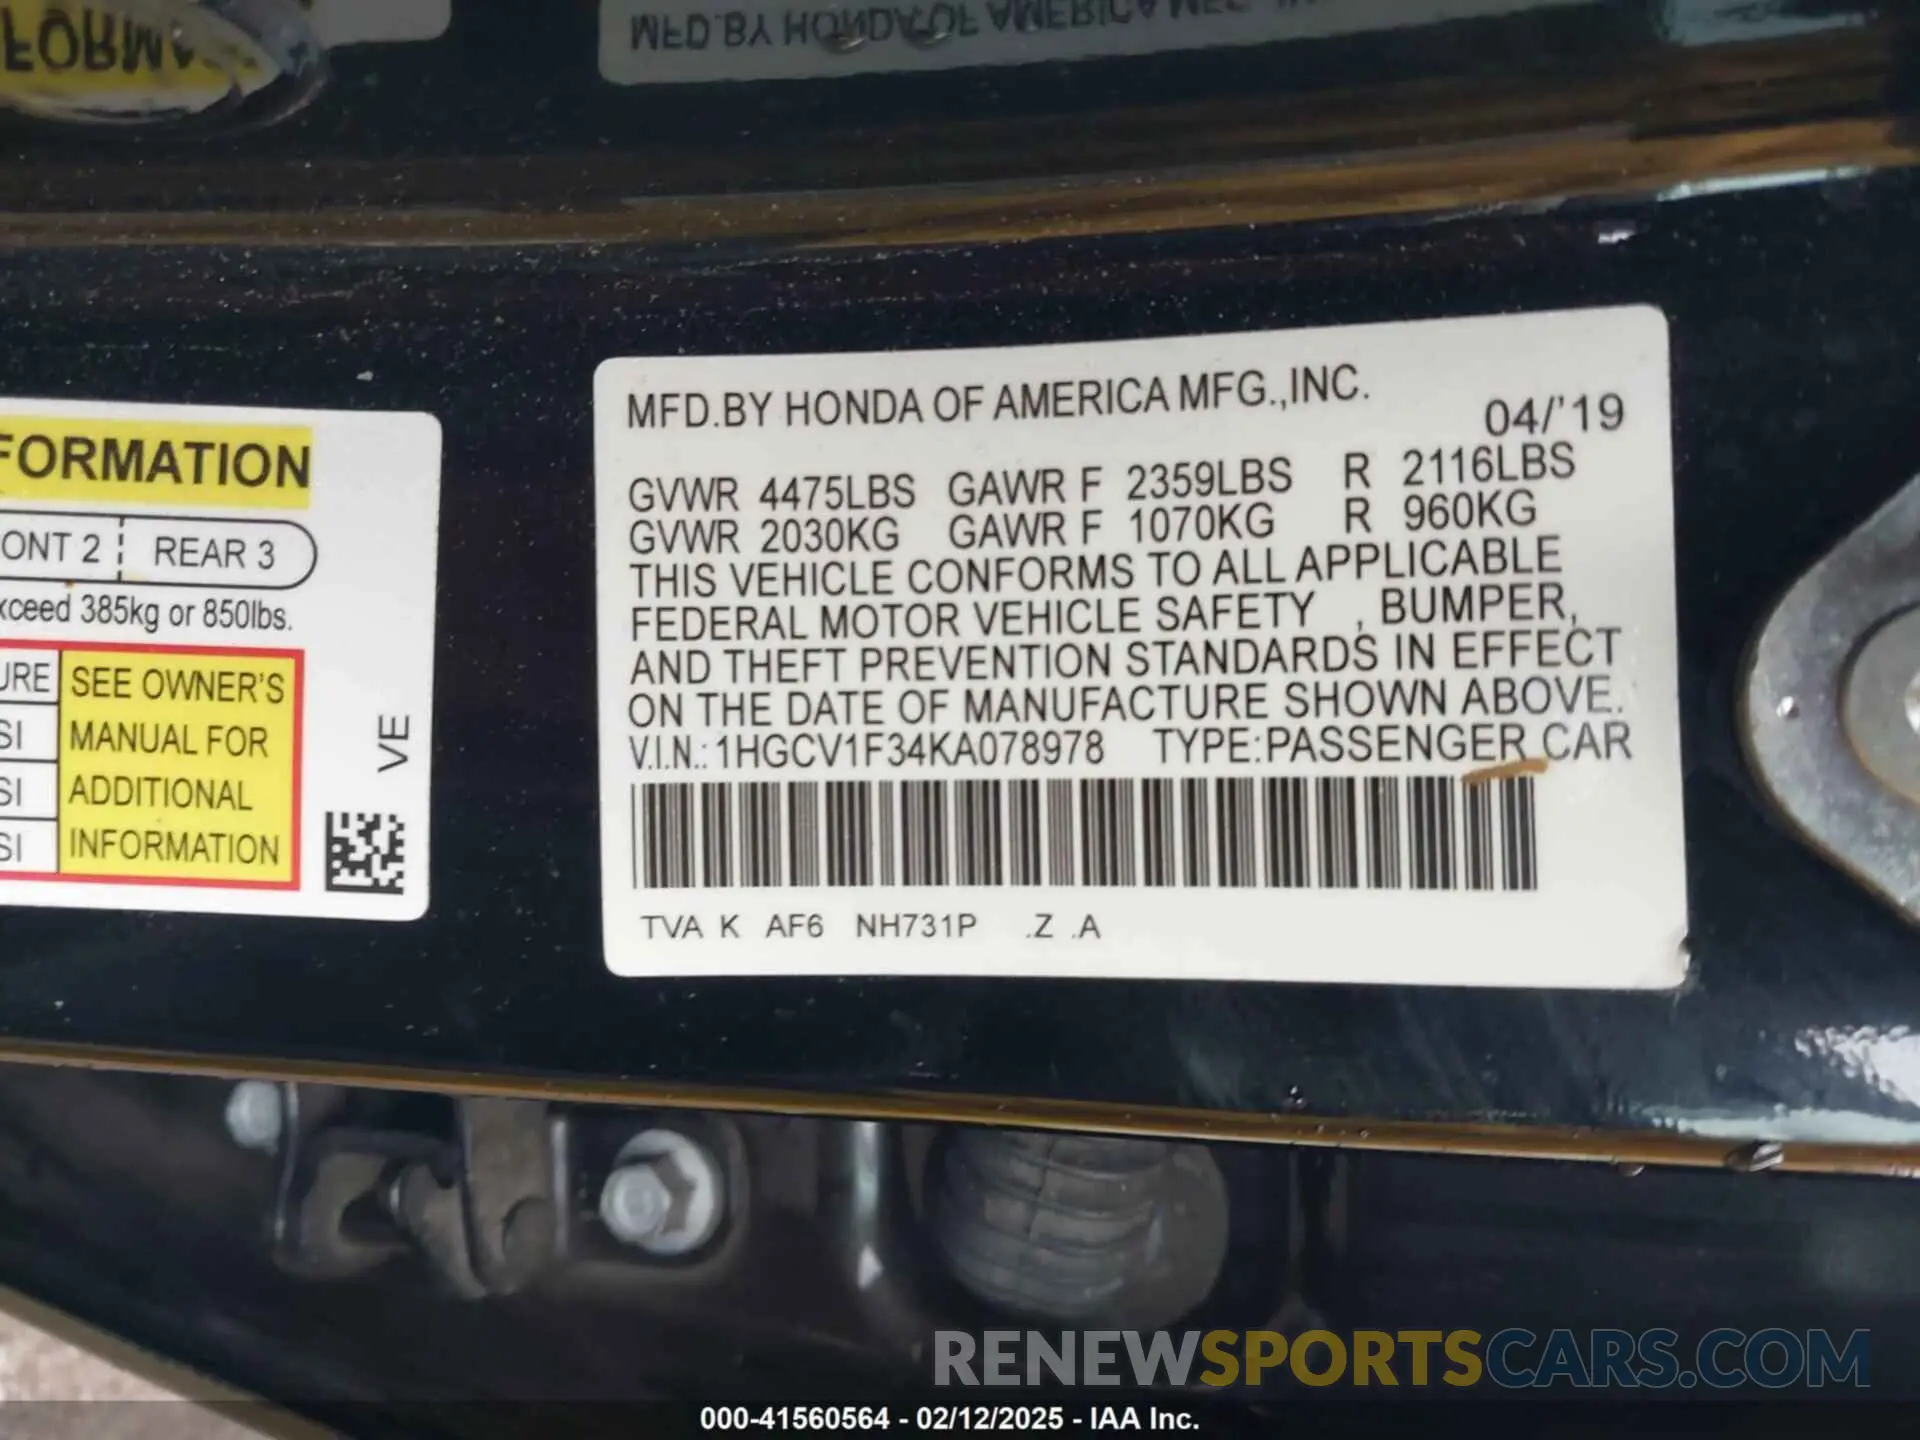 MFD.BY HONDA OF AMERICA MFG.,INC.
FORMA
FORMATION
ONT 2 REAR 3
xceed 385kg or 850lbs.
URE
SI
SI
SI
SEE OWNER'S
MANUAL FOR
ADDITIONAL
INFORMATION
VE
MFD.BY HONDA OF AMERICA MFG.,INC.
04/'19
GVWR 4475LBS GAWR F 2359LBS R 2116LBS
GVWR 2030KG GAWR F 1070KG R 960KG
THIS VEHICLE CONFORMS TO ALL APPLICABLE
FEDERAL MOTOR VEHICLE SAFETY , BUMPER,
AND THEFT PREVENTION STANDARDS IN EFFECT
ON THE DATE OF MANUFACTURE SHOWN ABOVE.
V.I.N.: 1HGCV1F34KA078978 TYPE:PASSENGER CAR
TVA K AF6 NH731P .Z .A
RENEWSPORTSCARS.COM
000-41560564 - 02/12/2025 - IAA Inc.